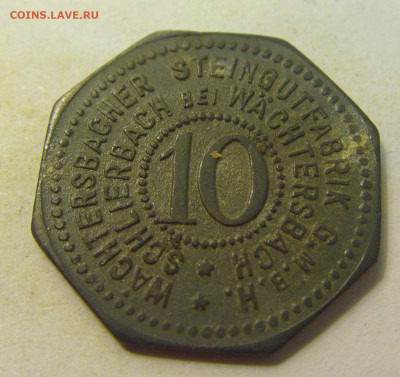 COINS.LAVE.RU
WÄCHTERSBACHER STEINGUTFABRIK G.M.B.H.
SCHLIERBACH BEI WÄCHTERSBACH
10